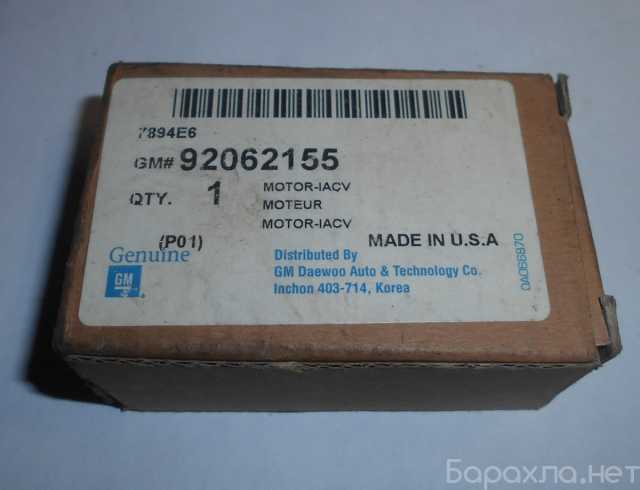 7894E6
GM# 92062155
QTY. 1 MOTOR-IACV
MOTEUR
MOTOR-IACV
(P01) MADE IN U.S.A
Genuine
GM
Distributed By
GM Daewoo Auto & Technology Co.
Inchon 403-714, Korea
0A066870
Барахла.нет